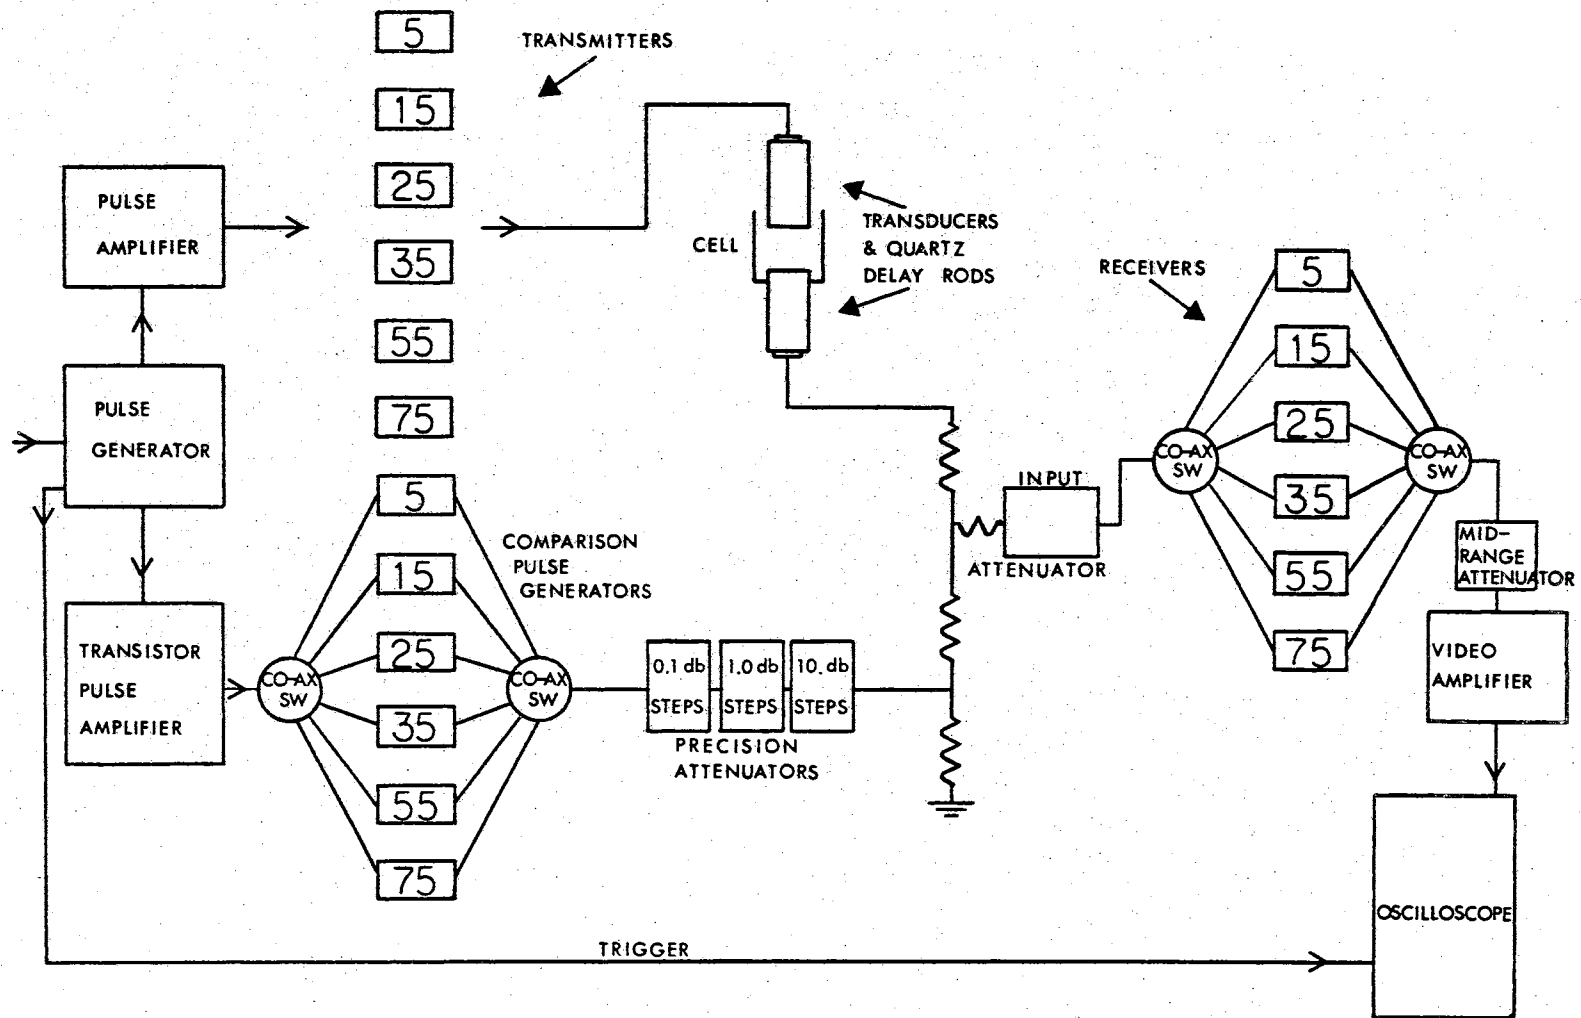 5
15
25
35
55
75
TRANSMITTERS
PULSE
AMPLIFIER
PULSE
GENERATOR
TRANSISTOR
PULSE
AMPLIFIER
CO-AX
SW
5
15
25
35
55
75
COMPARISON
PULSE
GENERATORS
CO-AX
SW
0.1 db
STEPS
1.0 db
STEPS
10. db
STEPS
PRECISION
ATTENUATORS
CELL
TRANSDUCERS
& QUARTZ
DELAY RODS
INPUT
ATTENUATOR
RECEIVERS
CO-AX
SW
5
15
25
35
55
75
CO-AX
SW
MID-
RANGE
ATTENUATOR
VIDEO
AMPLIFIER
OSCILLOSCOPE
TRIGGER